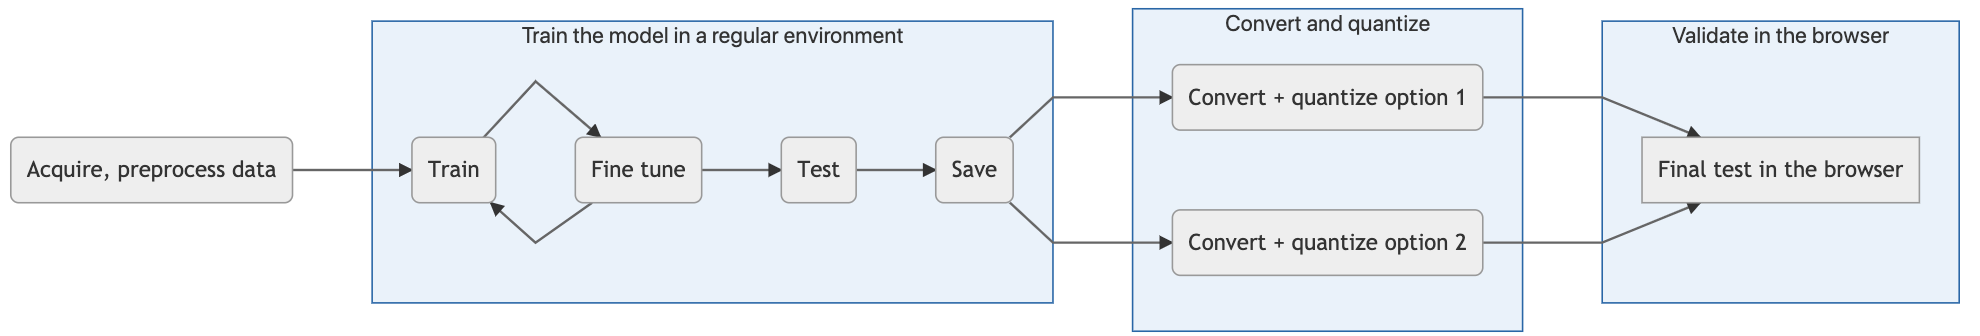 Acquire, preprocess data
Train the model in a regular environment
Train
Fine tune
Test
Save
Convert and quantize
Convert + quantize option 1
Convert + quantize option 2
Validate in the browser
Final test in the browser